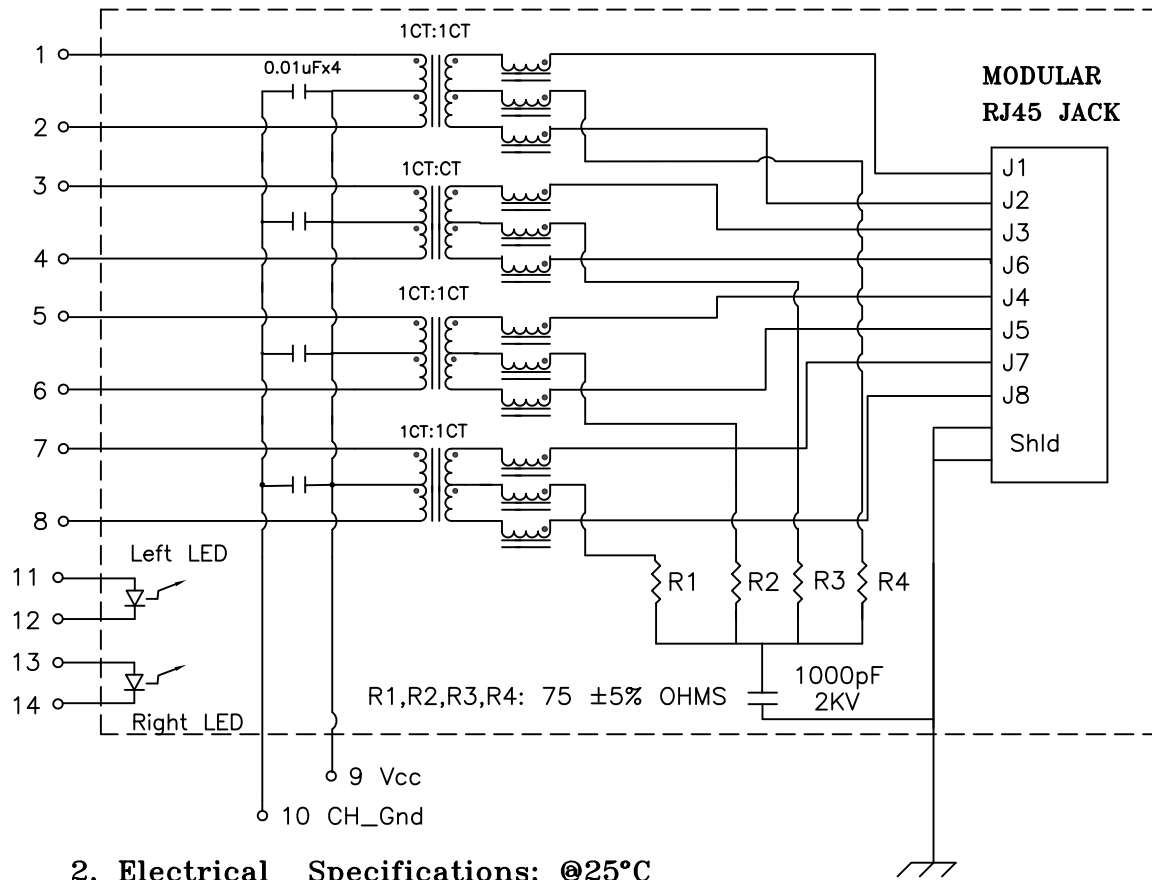 1CT:1CT
1
0.01uFx4
MODULAR
RJ45 JACK
2
1CT:CT
3
J1
J2
J3
4
J6
1CT:1CT
J4
5
J5
J7
6
J8
1CT:1CT
7
Shld
8
Left LED
11
R1
R2
R3
R4
12
13
1000pF
R1,R2,R3,R4: 75 ±5% OHMS
2KV
14
Right LED
9 Vcc
10 CH_Gnd
2. Electrical Specifications: @25°C